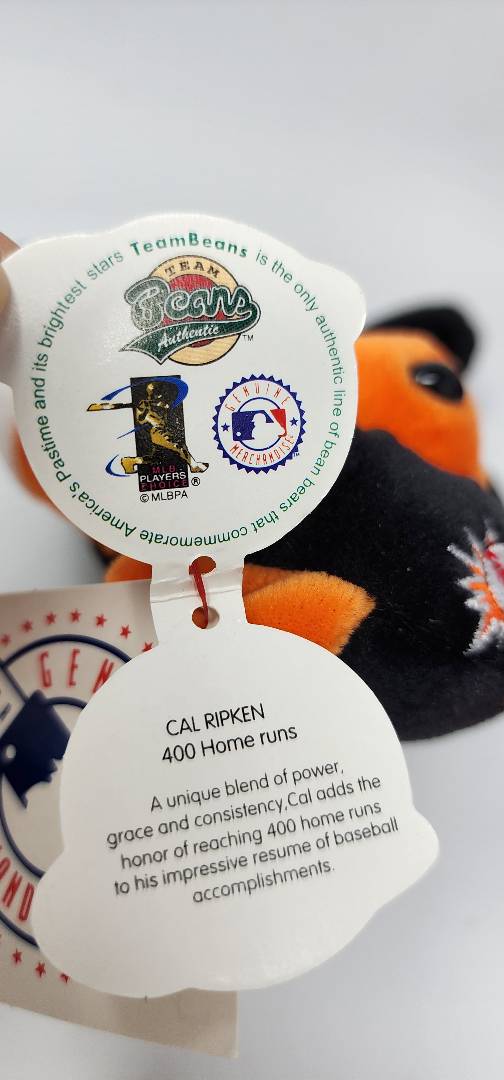 TeamBeans is the only authentic line of bean bears that commemorate America's Pastime and its brightest stars
TEAM
Beans
Authentic
TM
MLB
PLAYERS
CHOICE ®
© MLBPA
GENUINE
MERCHANDISE
TM
GEN
CAL RIPKEN
400 Home runs
A unique blend of power,
grace and consistency,Cal adds the
honor of reaching 400 home runs
to his impressive resume of baseball
accomplishments.